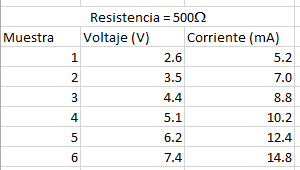 Resistencia = 500Ω
Muestra Voltaje (V) Corriente (mA)
1 2.6 5.2
2 3.5 7.0
3 4.4 8.8
4 5.1 10.2
5 6.2 12.4
6 7.4 14.8